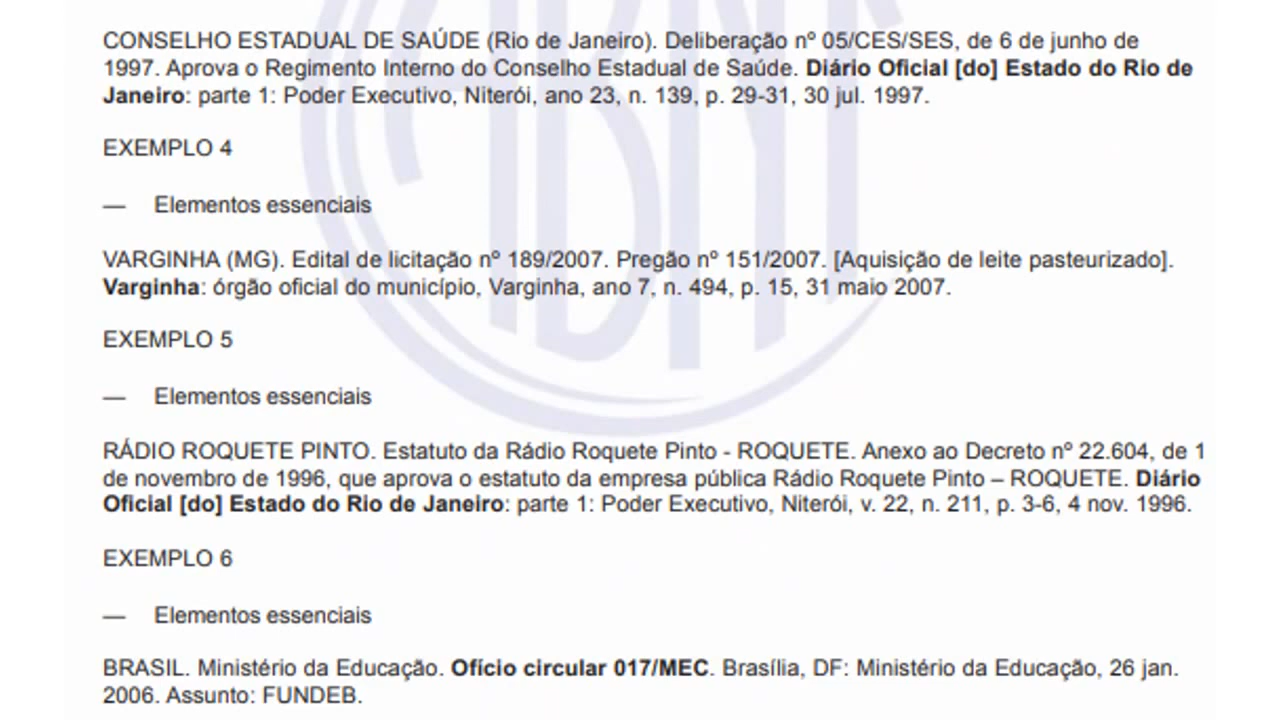 CONSELHO ESTADUAL DE SAÚDE (Rio de Janeiro). Deliberação nº 05/CES/SES, de 6 de junho de
1997. Aprova o Regimento Interno do Conselho Estadual de Saúde. Diário Oficial [do] Estado do Rio de
Janeiro: parte 1: Poder Executivo, Niterói, ano 23, n. 139, p. 29-31, 30 jul. 1997.
EXEMPLO 4
— Elementos essenciais
VARGINHA (MG). Edital de licitação nº 189/2007. Pregão nº 151/2007. [Aquisição de leite pasteurizado].
Varginha: órgão oficial do município, Varginha, ano 7, n. 494, p. 15, 31 maio 2007.
EXEMPLO 5
— Elementos essenciais
RÁDIO ROQUETE PINTO. Estatuto da Rádio Roquete Pinto - ROQUETE. Anexo ao Decreto nº 22.604, de 1
de novembro de 1996, que aprova o estatuto da empresa pública Rádio Roquete Pinto – ROQUETE. Diário
Oficial [do] Estado do Rio de Janeiro: parte 1: Poder Executivo, Niterói, v. 22, n. 211, p. 3-6, 4 nov. 1996.
EXEMPLO 6
— Elementos essenciais
BRASIL. Ministério da Educação. Ofício circular 017/MEC. Brasília, DF: Ministério da Educação, 26 jan.
2006. Assunto: FUNDEB.
ABNT